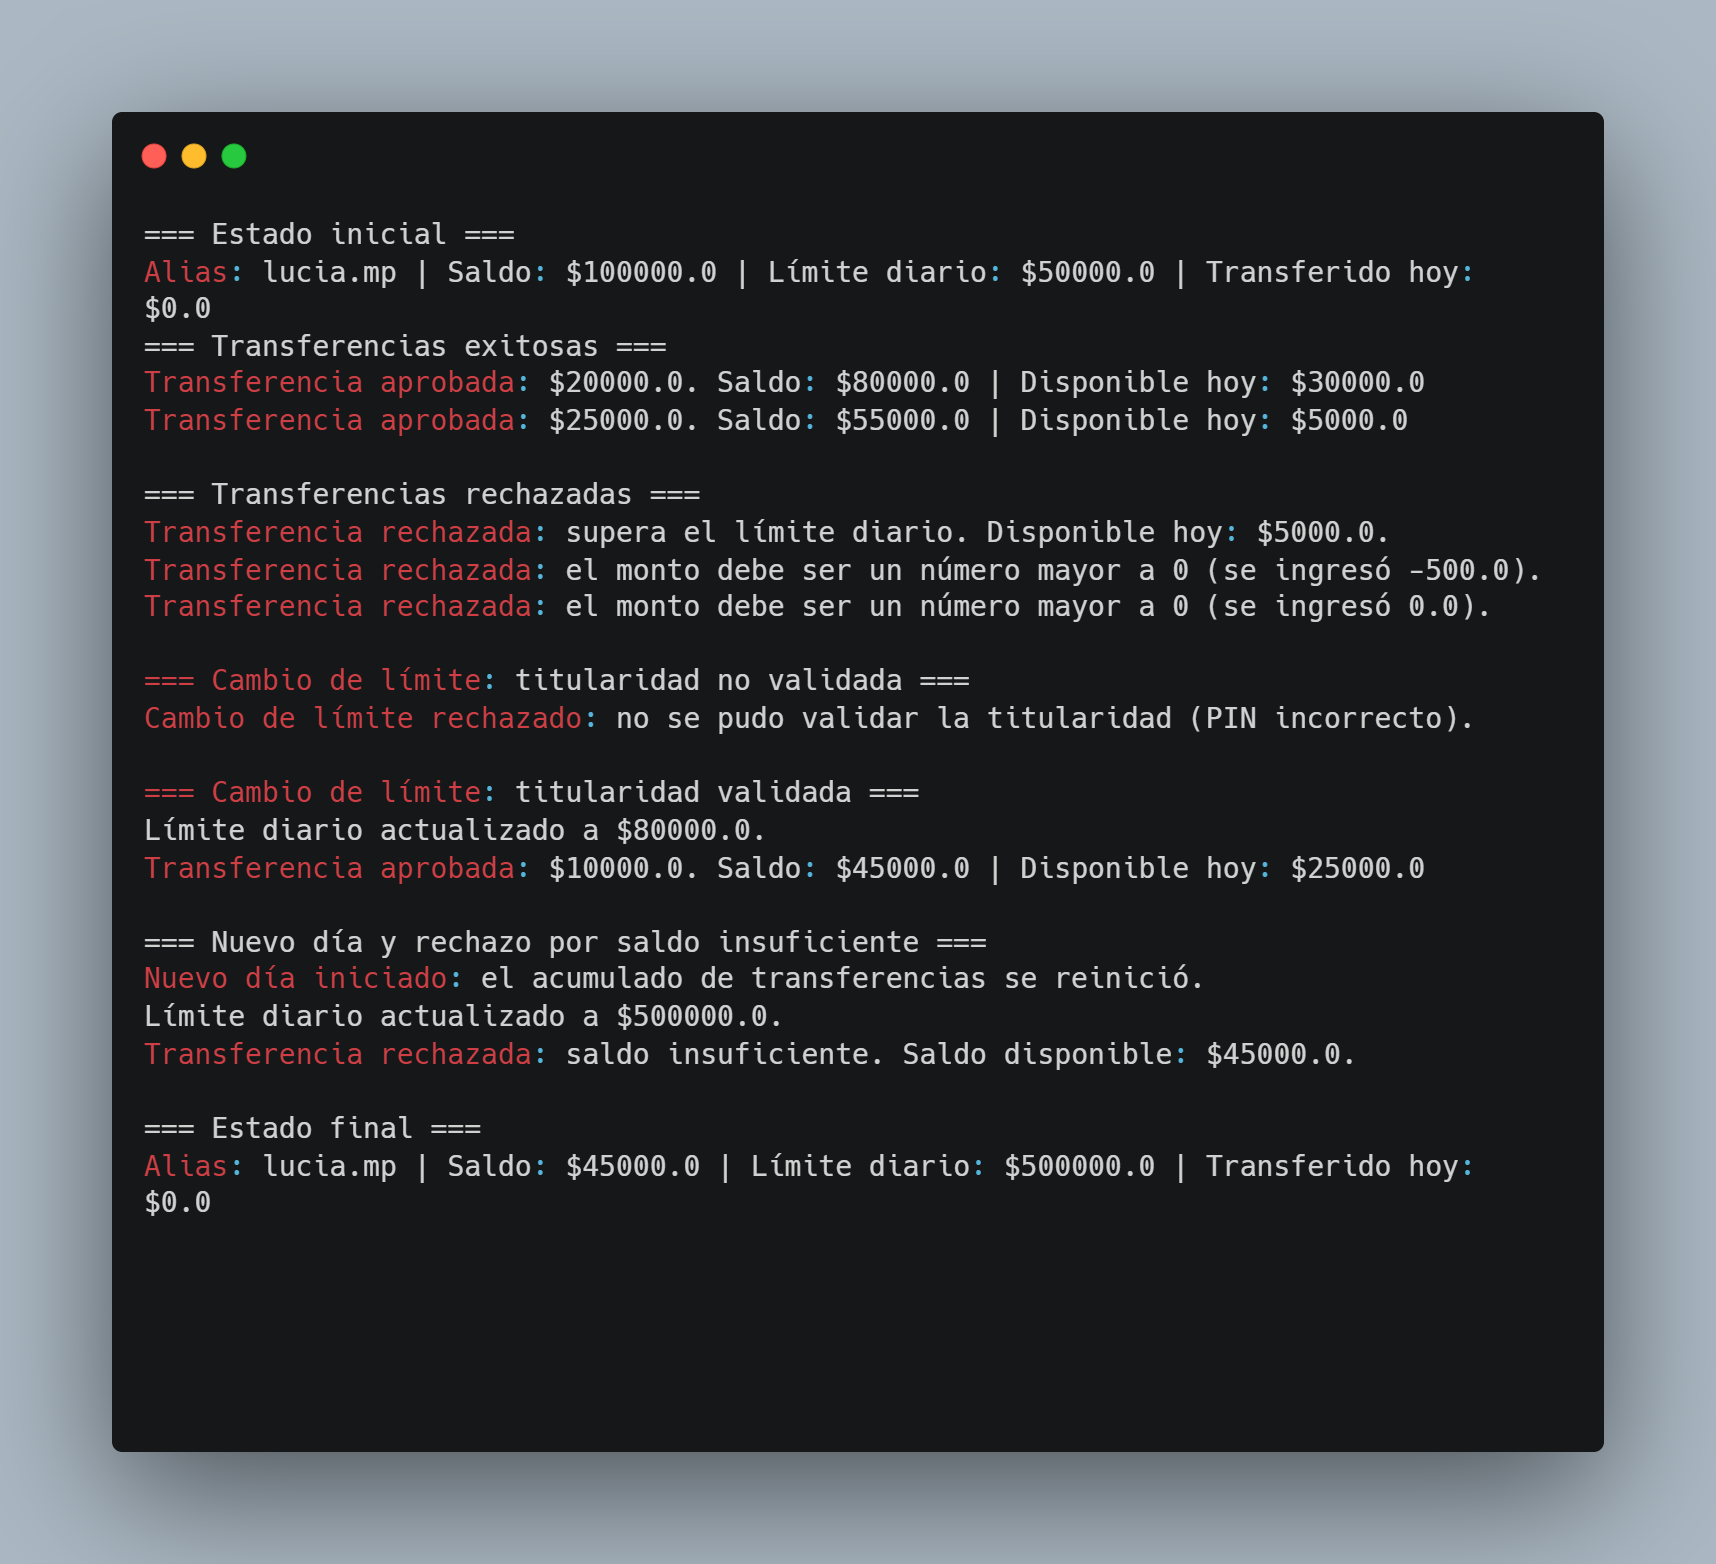 === Estado inicial ===
Alias: lucia.mp | Saldo: $100000.0 | Límite diario: $50000.0 | Transferido hoy:
$0.0
=== Transferencias exitosas ===
Transferencia aprobada: $20000.0. Saldo: $80000.0 | Disponible hoy: $30000.0
Transferencia aprobada: $25000.0. Saldo: $55000.0 | Disponible hoy: $5000.0

=== Transferencias rechazadas ===
Transferencia rechazada: supera el límite diario. Disponible hoy: $5000.0.
Transferencia rechazada: el monto debe ser un número mayor a 0 (se ingresó -500.0).
Transferencia rechazada: el monto debe ser un número mayor a 0 (se ingresó 0.0).

=== Cambio de límite: titularidad no validada ===
Cambio de límite rechazado: no se pudo validar la titularidad (PIN incorrecto).

=== Cambio de límite: titularidad validada ===
Límite diario actualizado a $80000.0.
Transferencia aprobada: $10000.0. Saldo: $45000.0 | Disponible hoy: $25000.0

=== Nuevo día y rechazo por saldo insuficiente ===
Nuevo día iniciado: el acumulado de transferencias se reinició.
Límite diario actualizado a $500000.0.
Transferencia rechazada: saldo insuficiente. Saldo disponible: $45000.0.

=== Estado final ===
Alias: lucia.mp | Saldo: $45000.0 | Límite diario: $500000.0 | Transferido hoy:
$0.0